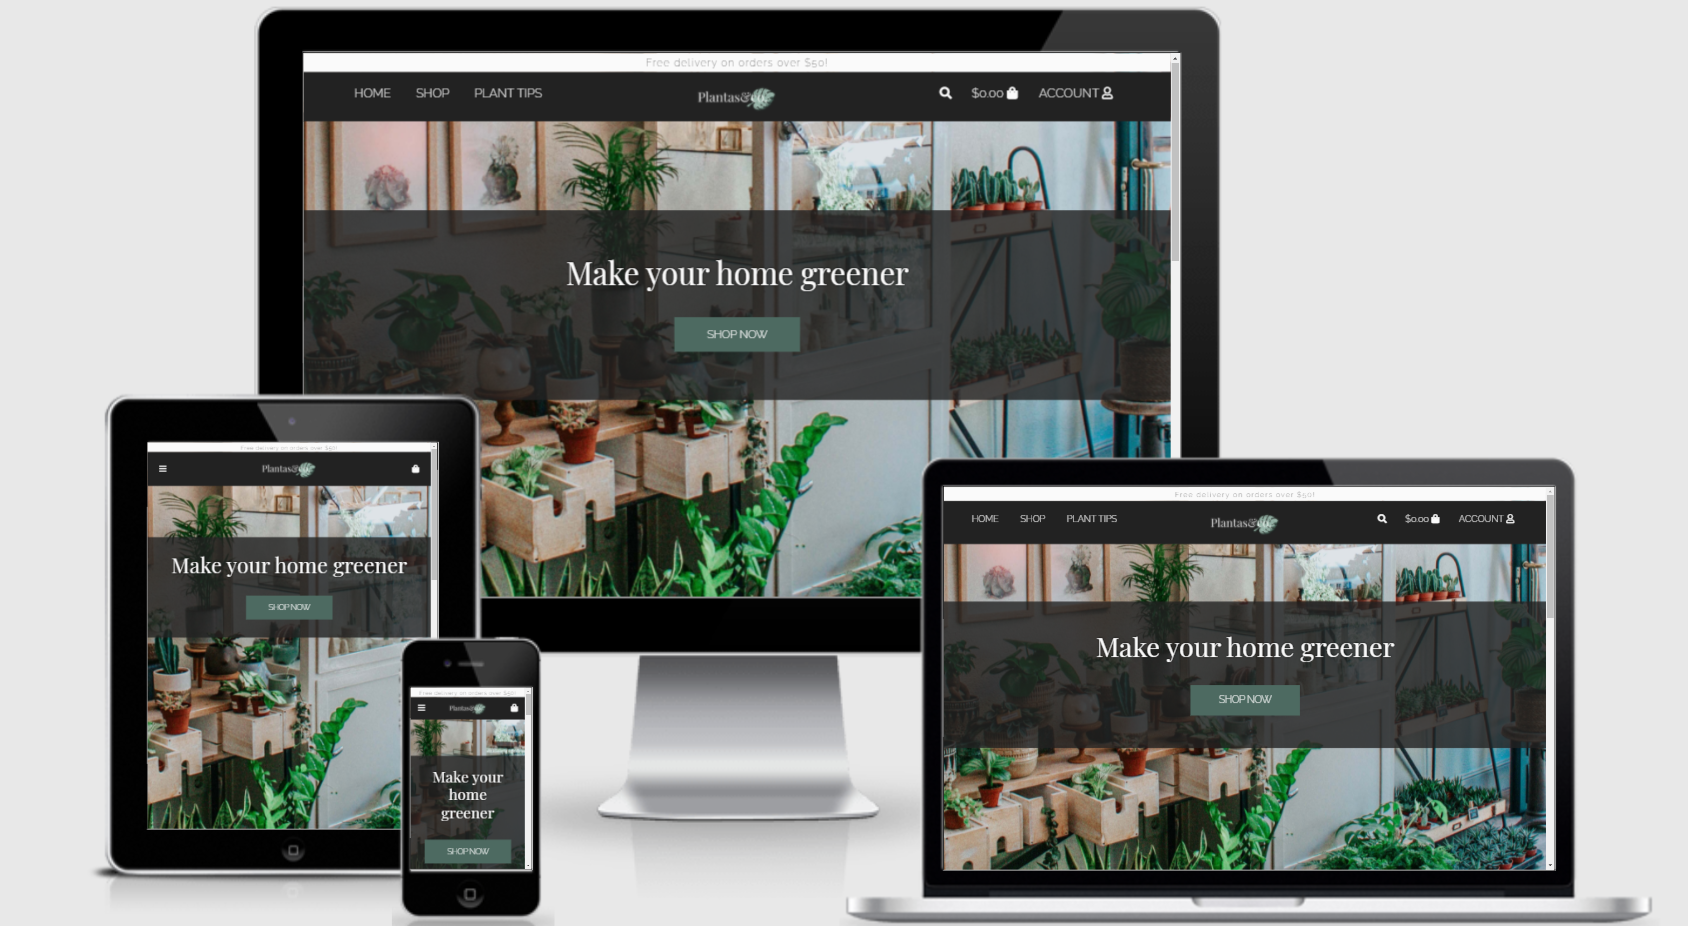 Free delivery on orders over $50!
HOME SHOP PLANT TIPS Plantas&co. $0.00 ACCOUNT
Make your home greener
SHOP NOW
Free delivery on orders over $50!
Plantas&co.
Make your home greener
SHOP NOW
Free delivery on orders over $50!
Plantas&co.
Make your
home
greener
SHOP NOW
Free delivery on orders over $50!
HOME SHOP PLANT TIPS Plantas&co. $0.00 ACCOUNT
Make your home greener
SHOP NOW